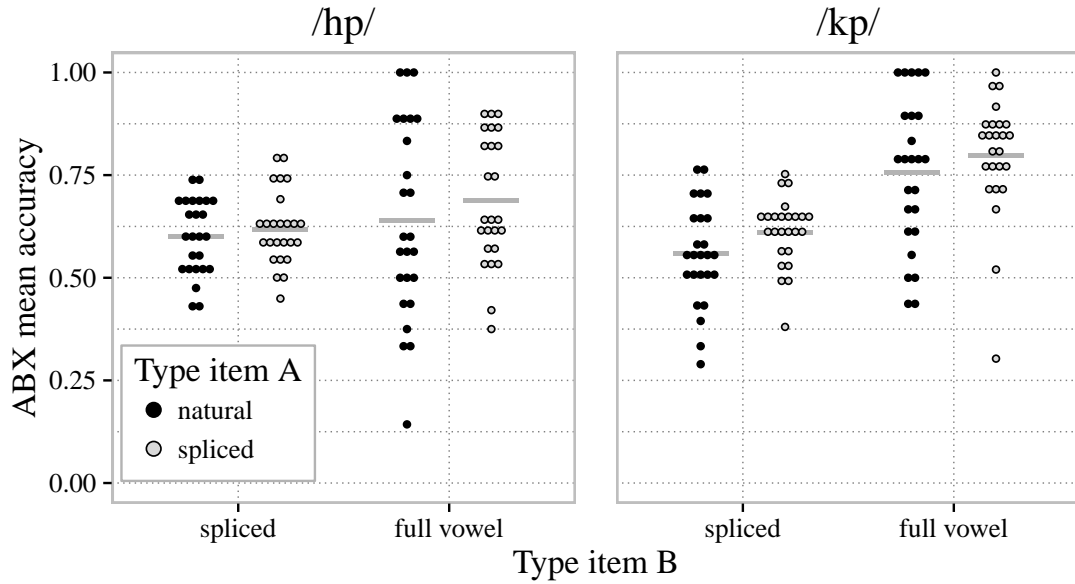 /hp/
/kp/
ABX mean accuracy
1.00
0.75
0.50
0.25
0.00
Type item A
natural
spliced
spliced
full vowel
spliced
full vowel
Type item B